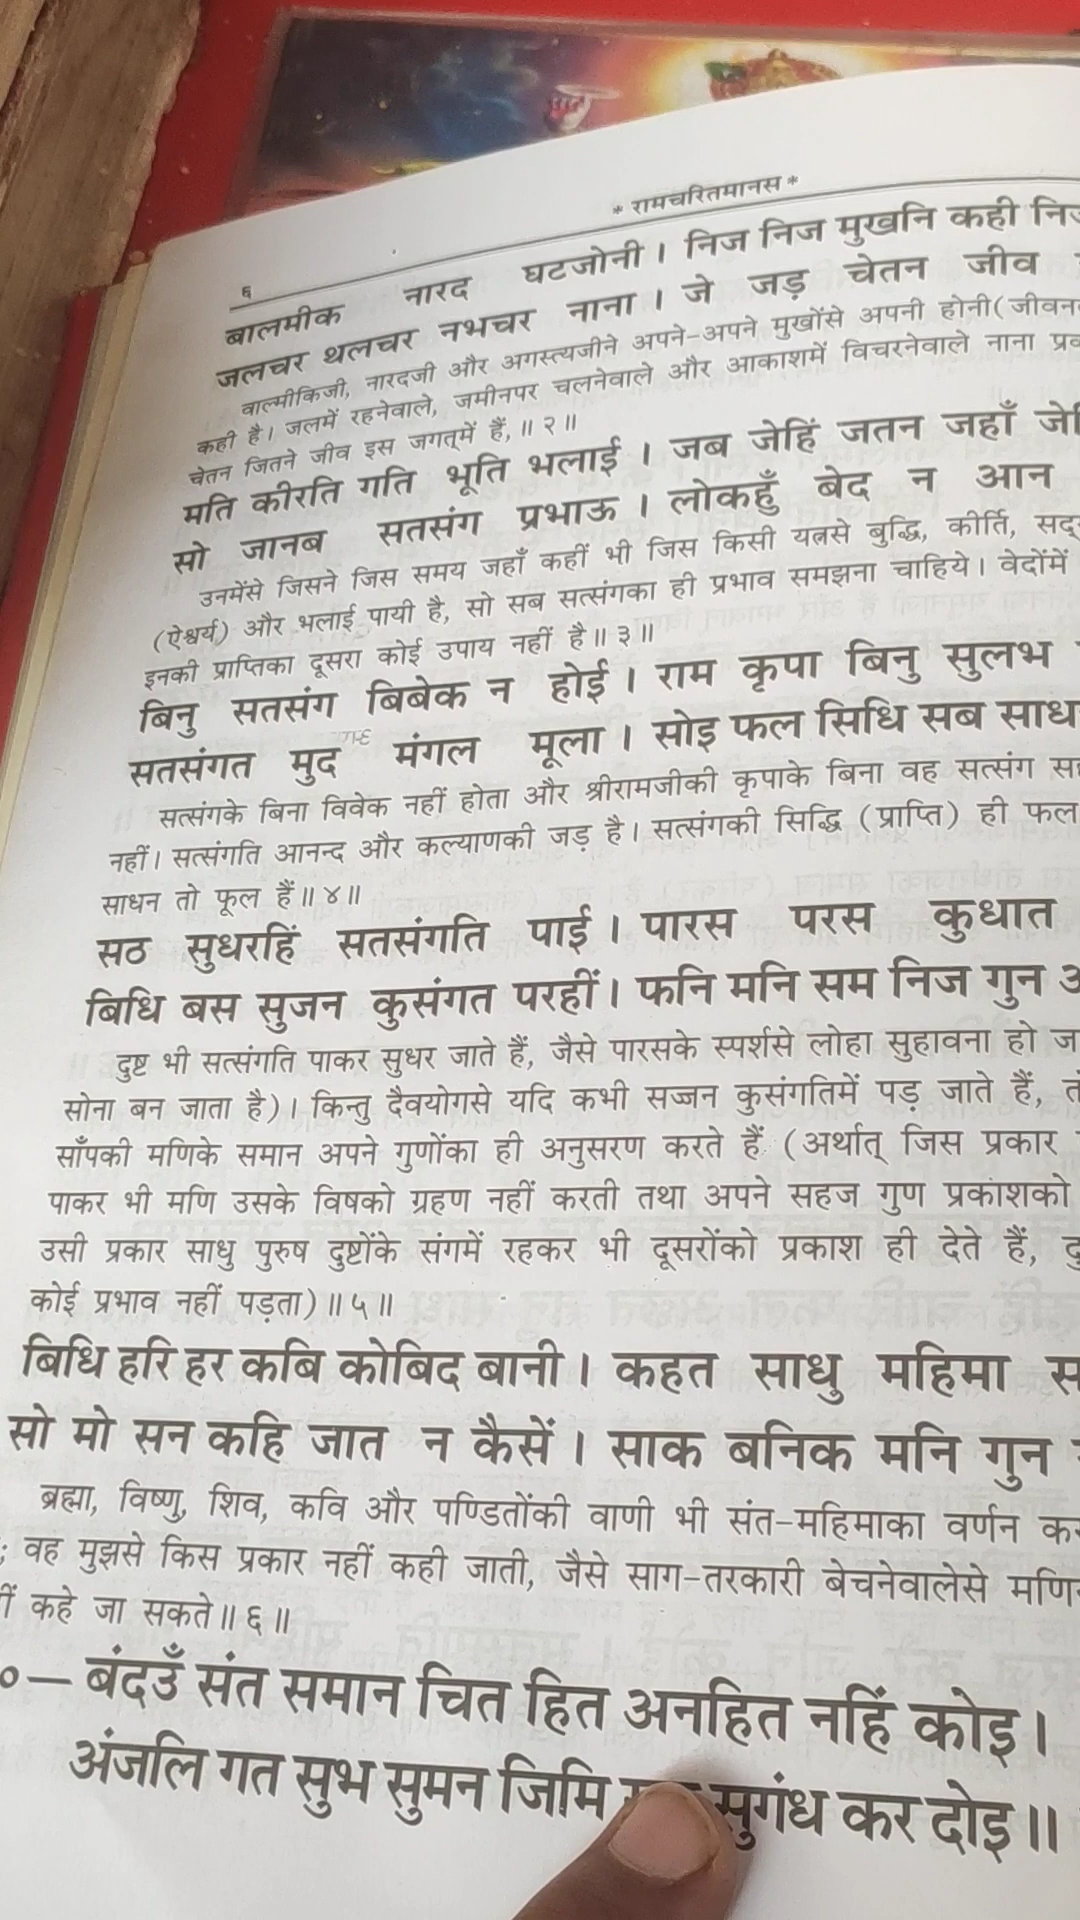 * रामचरितमानस *
६
बालमीक नारद घटजोनी । निज निज मुखनि कही
जलचर थलचर नभचर नाना । जे जड़ चेतन जीव
वाल्मीकिजी, नारदजी और अगस्त्यजीने अपने-अपने मुखोंसे अपनी होनी
कही है। जलमें रहनेवाले, जमीनपर चलनेवाले और आकाशमें विचरनेवाले नाना
चेतन जितने जीव इस जगत्में हैं, ॥ २ ॥
मति कीरति गति भूति भलाई । जब जेहिं जतन जहाँ
सो जानब सतसंग प्रभाऊ । लोकहुँ बेद न आन
उनमेंसे जिसने जिस समय जहाँ कहीं भी जिस किसी यत्नसे बुद्धि, कीर्ति,
(ऐश्वर्य) और भलाई पायी है, सो सब सत्संगका ही प्रभाव समझना चाहिये। वेदोंमें
इनकी प्राप्तिका दूसरा कोई उपाय नहीं है ॥ ३ ॥
बिनु सतसंग बिबेक न होई । राम कृपा बिनु सुलभ
सतसंगत मुद मंगल मूला । सोइ फल सिधि सब
सत्संगके बिना विवेक नहीं होता और श्रीरामजीकी कृपाके बिना वह सत्संग
नहीं। सत्संगति आनन्द और कल्याणकी जड़ है। सत्संगकी सिद्धि (प्राप्ति) ही फल
साधन तो फूल हैं ॥ ४ ॥
सठ सुधरहिं सतसंगति पाई । पारस परस कुधात
बिधि बस सुजन कुसंगत परहीं । फनि मनि सम निज गुन
दुष्ट भी सत्संगति पाकर सुधर जाते हैं, जैसे पारसके स्पर्शसे लोहा सुहावना हो
सोना बन जाता है)। किन्तु दैवयोगसे यदि कभी सज्जन कुसंगतिमें पड़ जाते हैं,
साँपकी मणिके समान अपने गुणोंका ही अनुसरण करते हैं (अर्थात् जिस प्रकार
पाकर भी मणि उसके विषको ग्रहण नहीं करती तथा अपने सहज गुण प्रकाशको
उसी प्रकार साधु पुरुष दुष्टोंके संगमें रहकर भी दूसरोंको प्रकाश ही देते हैं,
कोई प्रभाव नहीं पड़ता) ॥ ५ ॥
बिधि हरि हर कबि कोबिद बानी । कहत साधु महिमा
सो मो सन कहि जात न कैसें । साक बनिक मनि गुन
ब्रह्मा, विष्णु, शिव, कवि और पण्डितोंकी वाणी भी संत-महिमाका वर्णन
; वह मुझसे किस प्रकार नहीं कही जाती, जैसे साग-तरकारी बेचनेवालेसे
कहे जा सकते ॥ ६ ॥
— बंदउँ संत समान चित हित अनहित नहिं कोइ ।
अंजलि गत सुभ सुमन जिमि सुगंध कर दोइ ॥